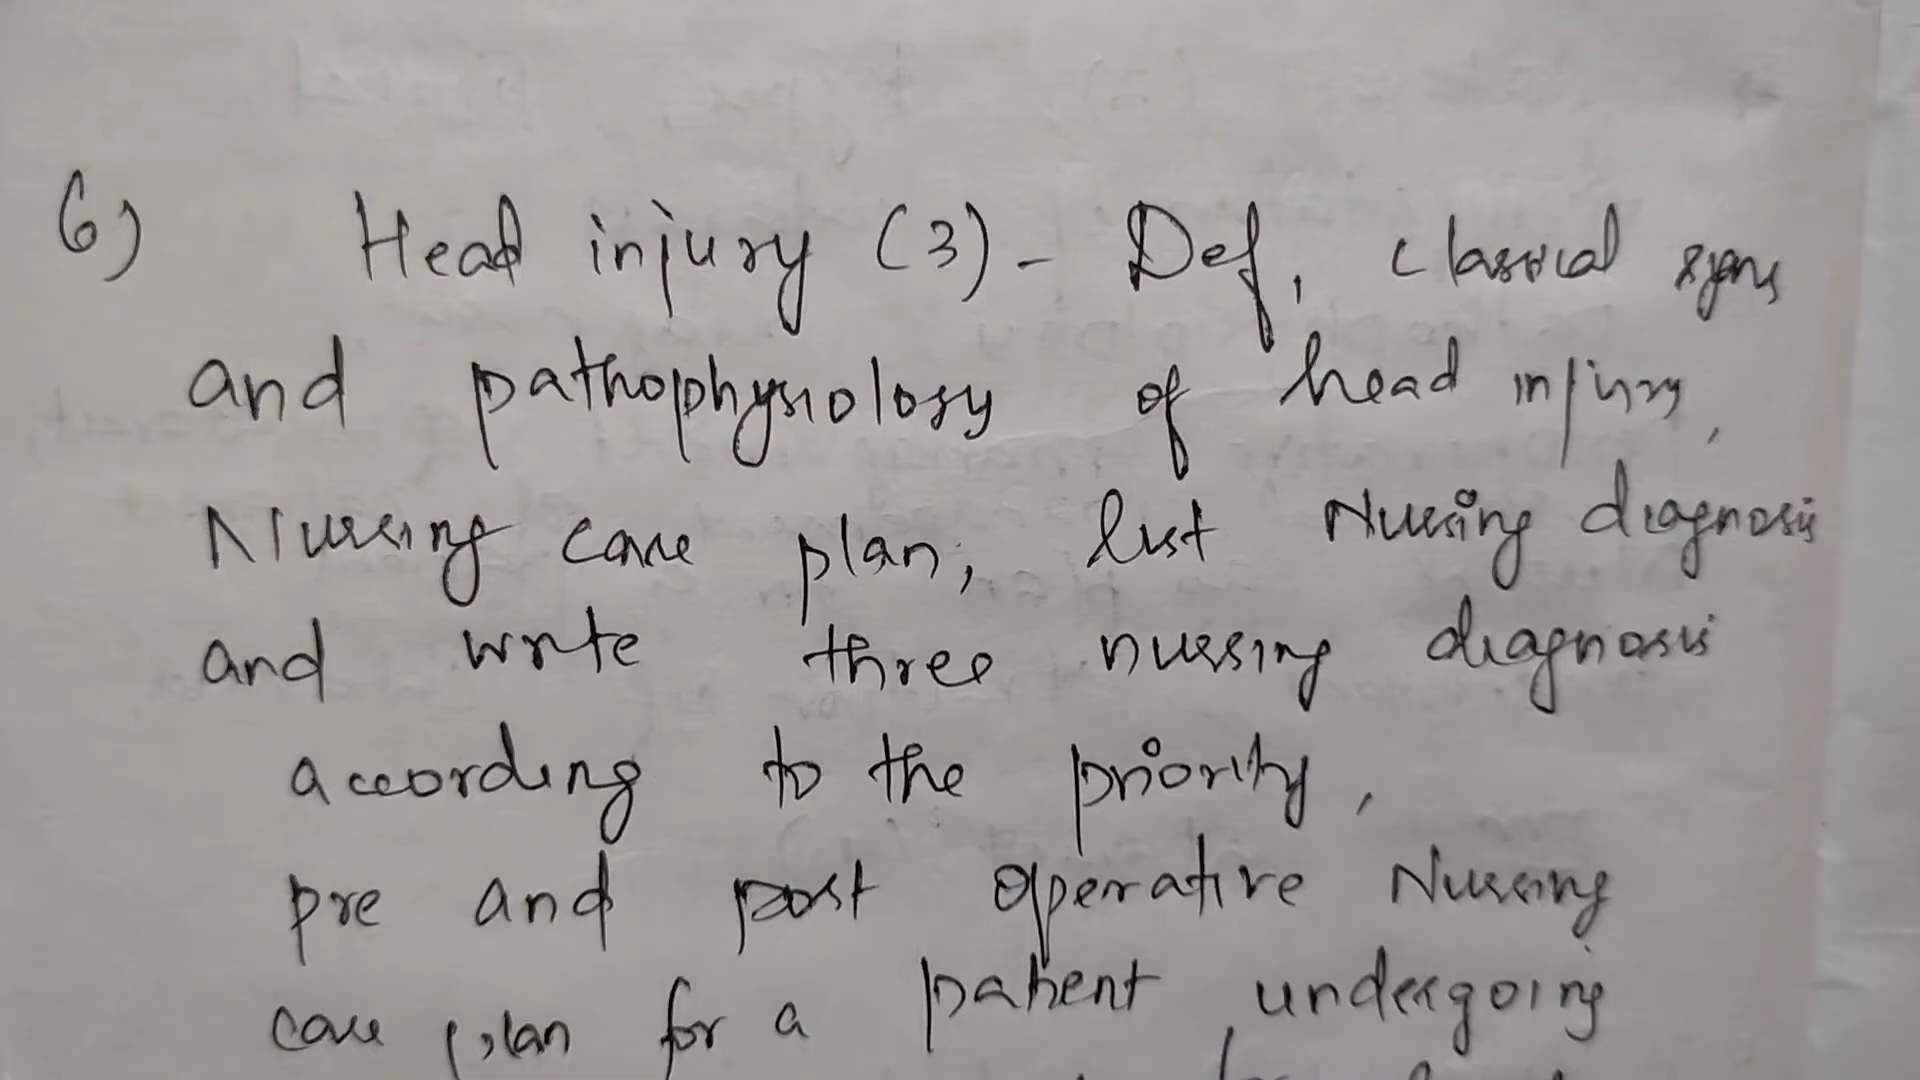 6) Head injury (3) - Def, classical signs
and pathophysiology of head injury,
Nursing care plan, list Nursing diagnosis
and write three nursing diagnosis
according to the priority,
pre and post operative Nursing
care plan for a patient undergoing